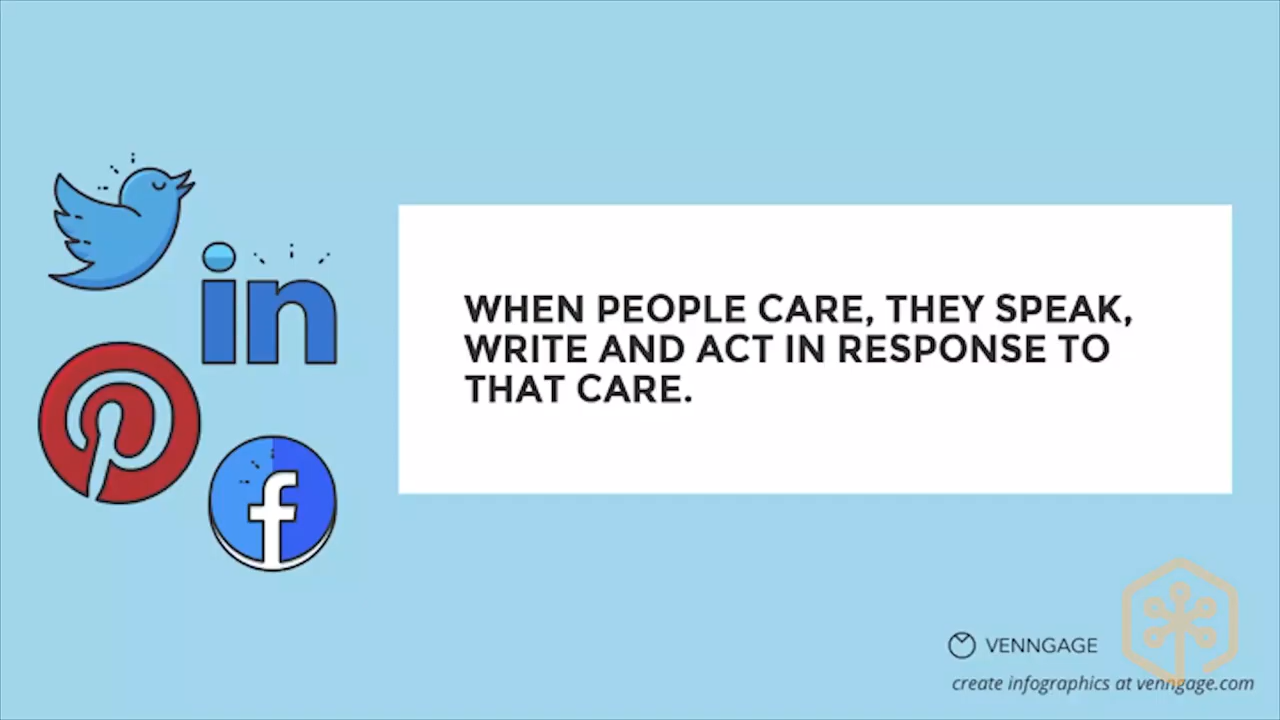 in
WHEN PEOPLE CARE, THEY SPEAK,
WRITE AND ACT IN RESPONSE TO
THAT CARE.
f
VENNGAGE
create infographics at venngage.com